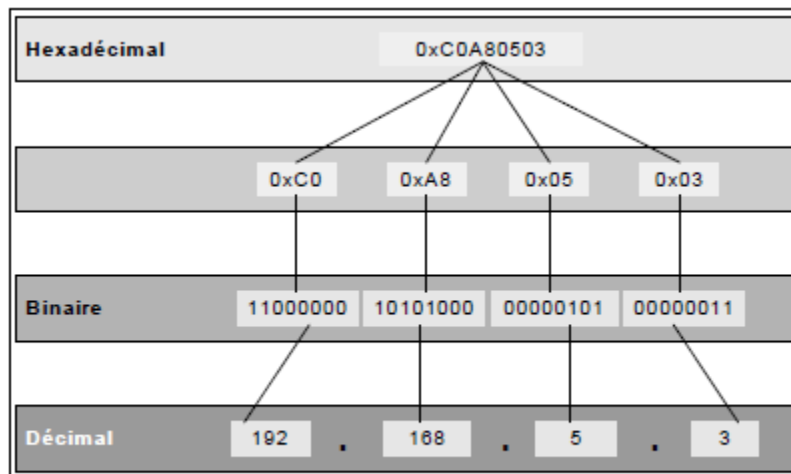 Hexadécimal 0xC0A80503
0xC0 0xA8 0x05 0x03
Binaire 11000000 10101000 00000101 00000011
Décimal 192 . 168 . 5 . 3